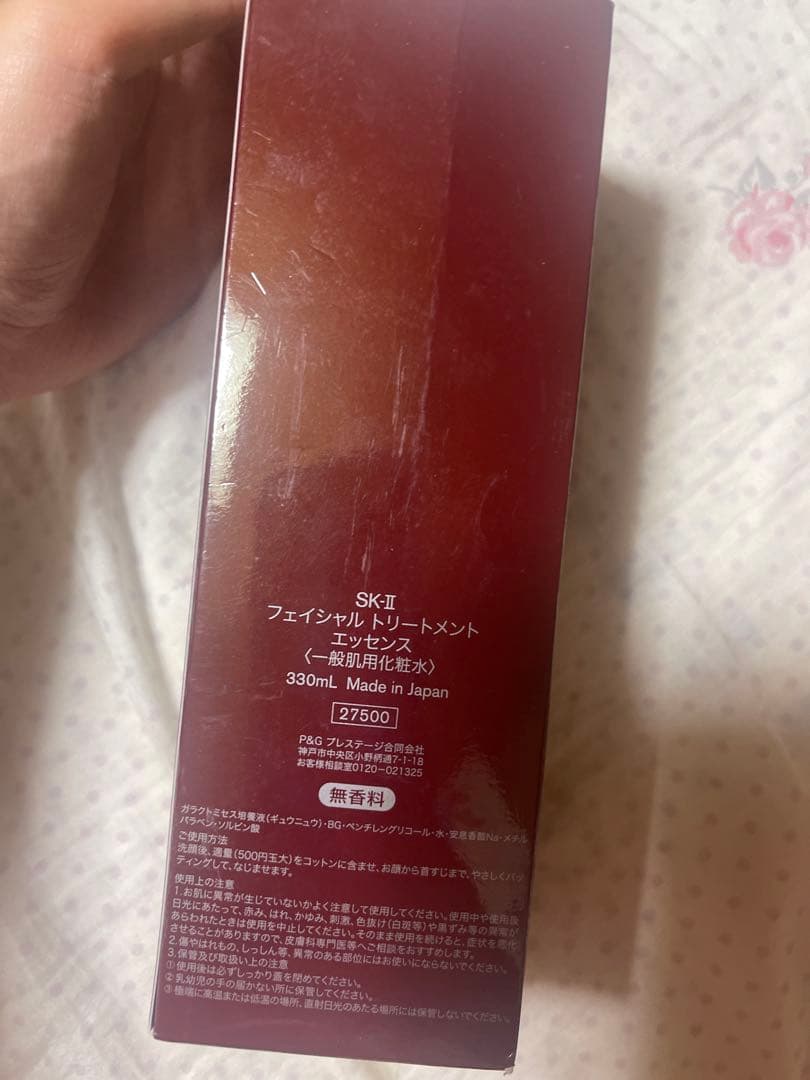 SK-II
フェイシャル トリートメント
エッセンス
〈一般肌用化粧水〉
330mL Made in Japan
27500
P&G プレステージ合同会社
神戸市中央区小野柄通7-1-18
お客様相談室0120-021325
無香料
ガラクトミセス培養液(ギュウニュウ)・BG・ペンチレングリコール・水・安息香酸Na・メチル
パラベン・ソルビン酸
ご使用方法
洗顔後、適量(500円玉大)をコットンに含ませ、お顔から首すじまで、やさしくパッ
ティングして、なじませます。
使用上の注意
1.お肌に異常が生じていないかよく注意して使用してください。使用中や使用後
日光にあたって、赤み、はれ、かゆみ、刺激、色抜け(白斑等)や黒ずみ等の異常が
あらわれたときは使用を中止してください。そのまま使用を続けると、症状を悪化
させることがありますので、皮膚科専門医等へご相談をおすすめします。
2.傷やはれもの、しっしん等、異常のある部位にはお使いにならないでください。
3.保管及び取扱い上の注意
①使用後は必ずしっかり蓋を閉めてください。
②乳幼児の手の届かない所に保管してください。
③極端に高温または低温の場所、直射日光のあたる場所には保管しないでください。